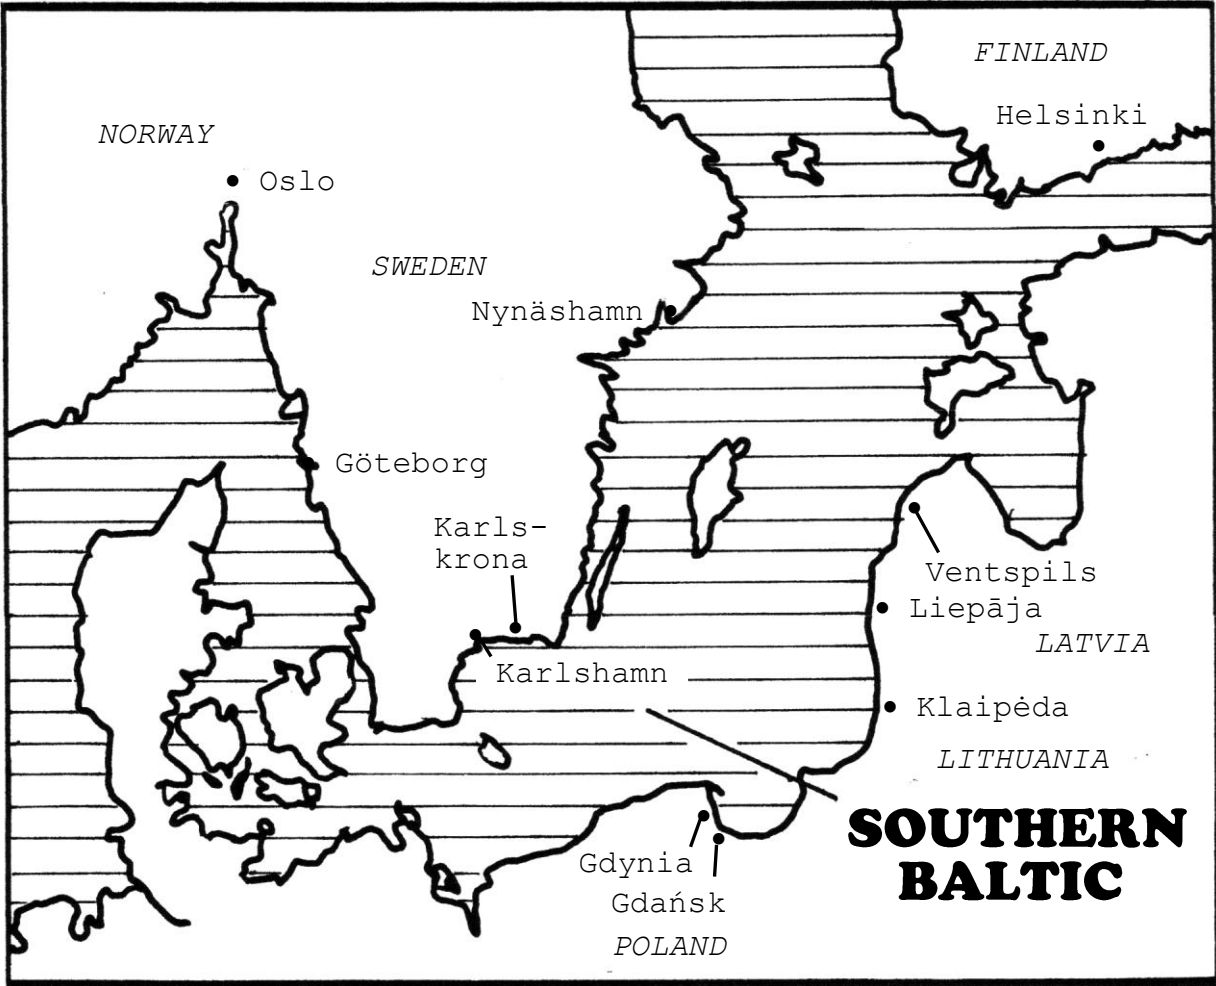 FINLAND
Helsinki
NORWAY
Oslo
SWEDEN
Nynäshamn
Göteborg
Karls-
krona
Ventspils
Liepāja
LATVIA
Karlshamn
Klaipėda
LITHUANIA
SOUTHERN
BALTIC
Gdynia
Gdańsk
POLAND